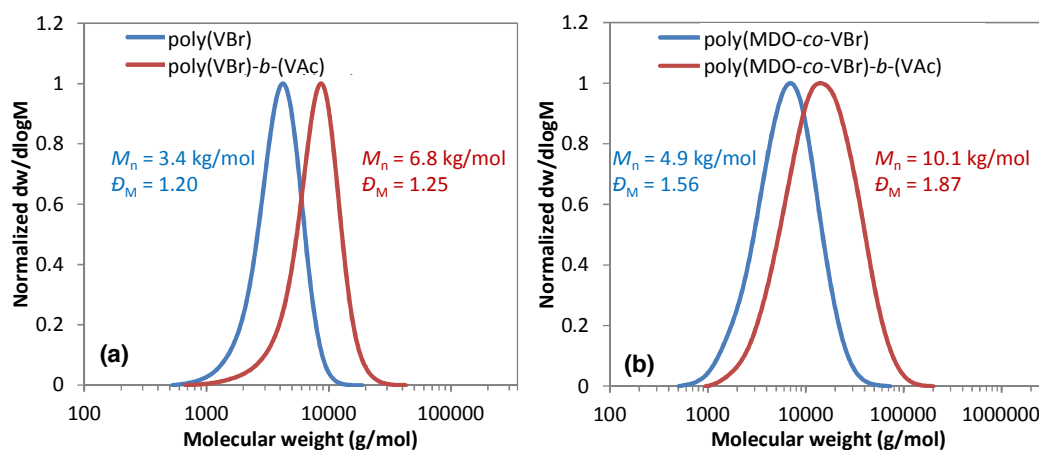 poly(VBr)
poly(VBr)-b-(VAc)
Normalized dw/dlogM
1.2
1
0.8
0.6
0.4
0.2
0
Mn = 3.4 kg/mol
ĐM = 1.20
Mn = 6.8 kg/mol
ĐM = 1.25
(a)
100 1000 10000 100000
Molecular weight (g/mol)
poly(MDO-co-VBr)
poly(MDO-co-VBr)-b-(VAc)
Normalized dw/dlogM
1.2
1
0.8
0.6
0.4
0.2
0
Mn = 4.9 kg/mol
ĐM = 1.56
Mn = 10.1 kg/mol
ĐM = 1.87
(b)
100 1000 10000 100000 1000000
Molecular weight (g/mol)